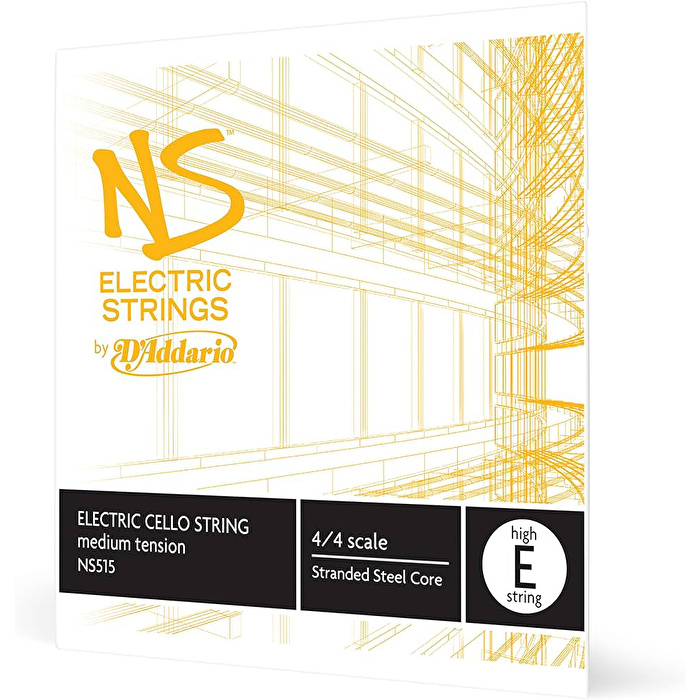 NS™
ELECTRIC
STRINGS
by D'Addario
ELECTRIC CELLO STRING
medium tension
NS515
4/4 scale
Stranded Steel Core
high
E
string